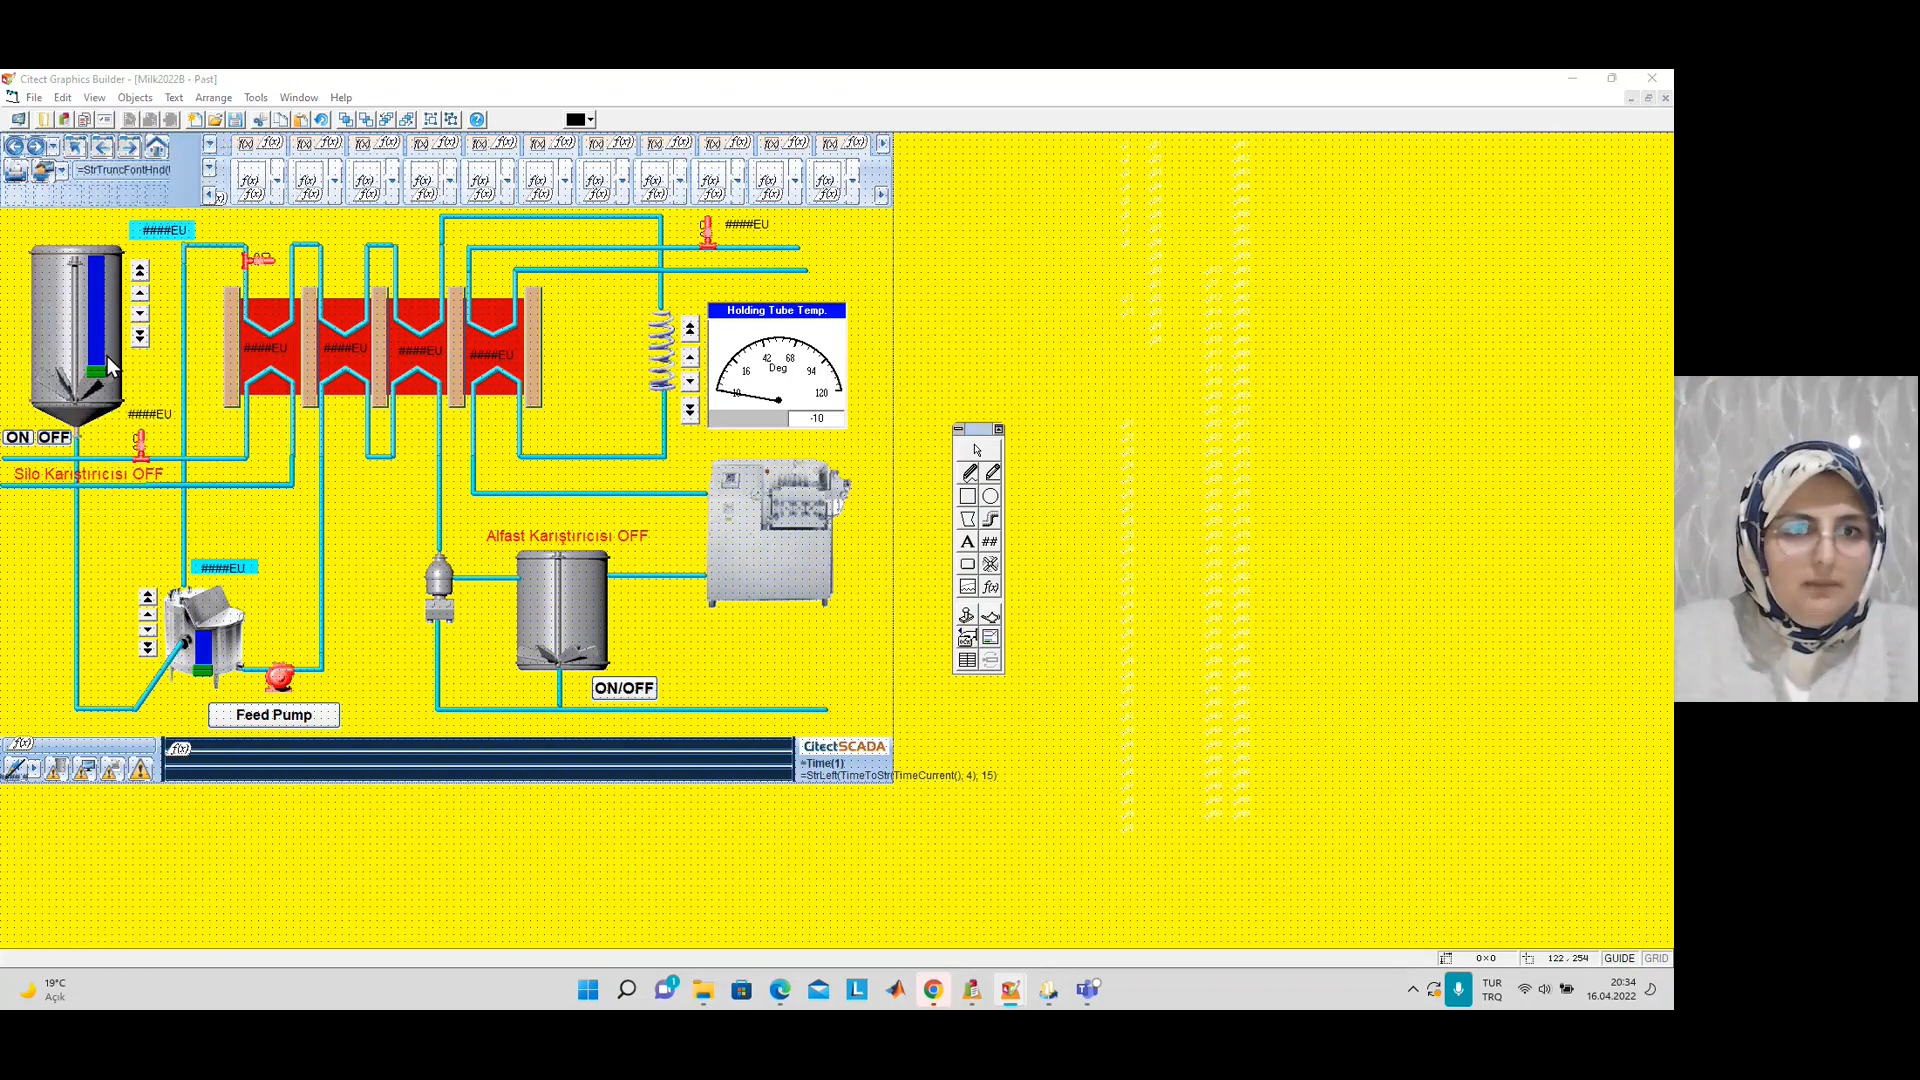 Citect Graphics Builder - [Milk2022B - Past]
File Edit View Objects Text Arrange Tools Window Help
f(x) f(x) f(x) f(x) f(x) f(x) f(x) f(x) f(x) f(x) f(x) f(x) f(x) f(x) f(x) f(x) f(x) f(x) f(x) f(x) f(x) f(x)
=StrTruncFontHnd(
f(x) f(x) f(x) f(x) f(x) f(x) f(x) f(x) f(x) f(x) f(x)
f(x) f(x) f(x) f(x) f(x) f(x) f(x) f(x) f(x) f(x) f(x)
####EU
####EU
Holding Tube Temp.
42 68
16 Deg 94
-10 120
-10
####EU ####EU ####EU ####EU
####EU
ON OFF
Silo Karıştırıcısı OFF
A ##
f(x)
Alfast Karıştırıcısı OFF
####EU
ON/OFF
Feed Pump
f(x)
f(x)
CitectSCADA
=Time(1)
=StrLeft(TimeToStr(TimeCurrent(), 4), 15)
0×0 122 , 254 GUIDE GRID
19°C
Açık
1
L
TUR
TRQ
20:34
16.04.2022